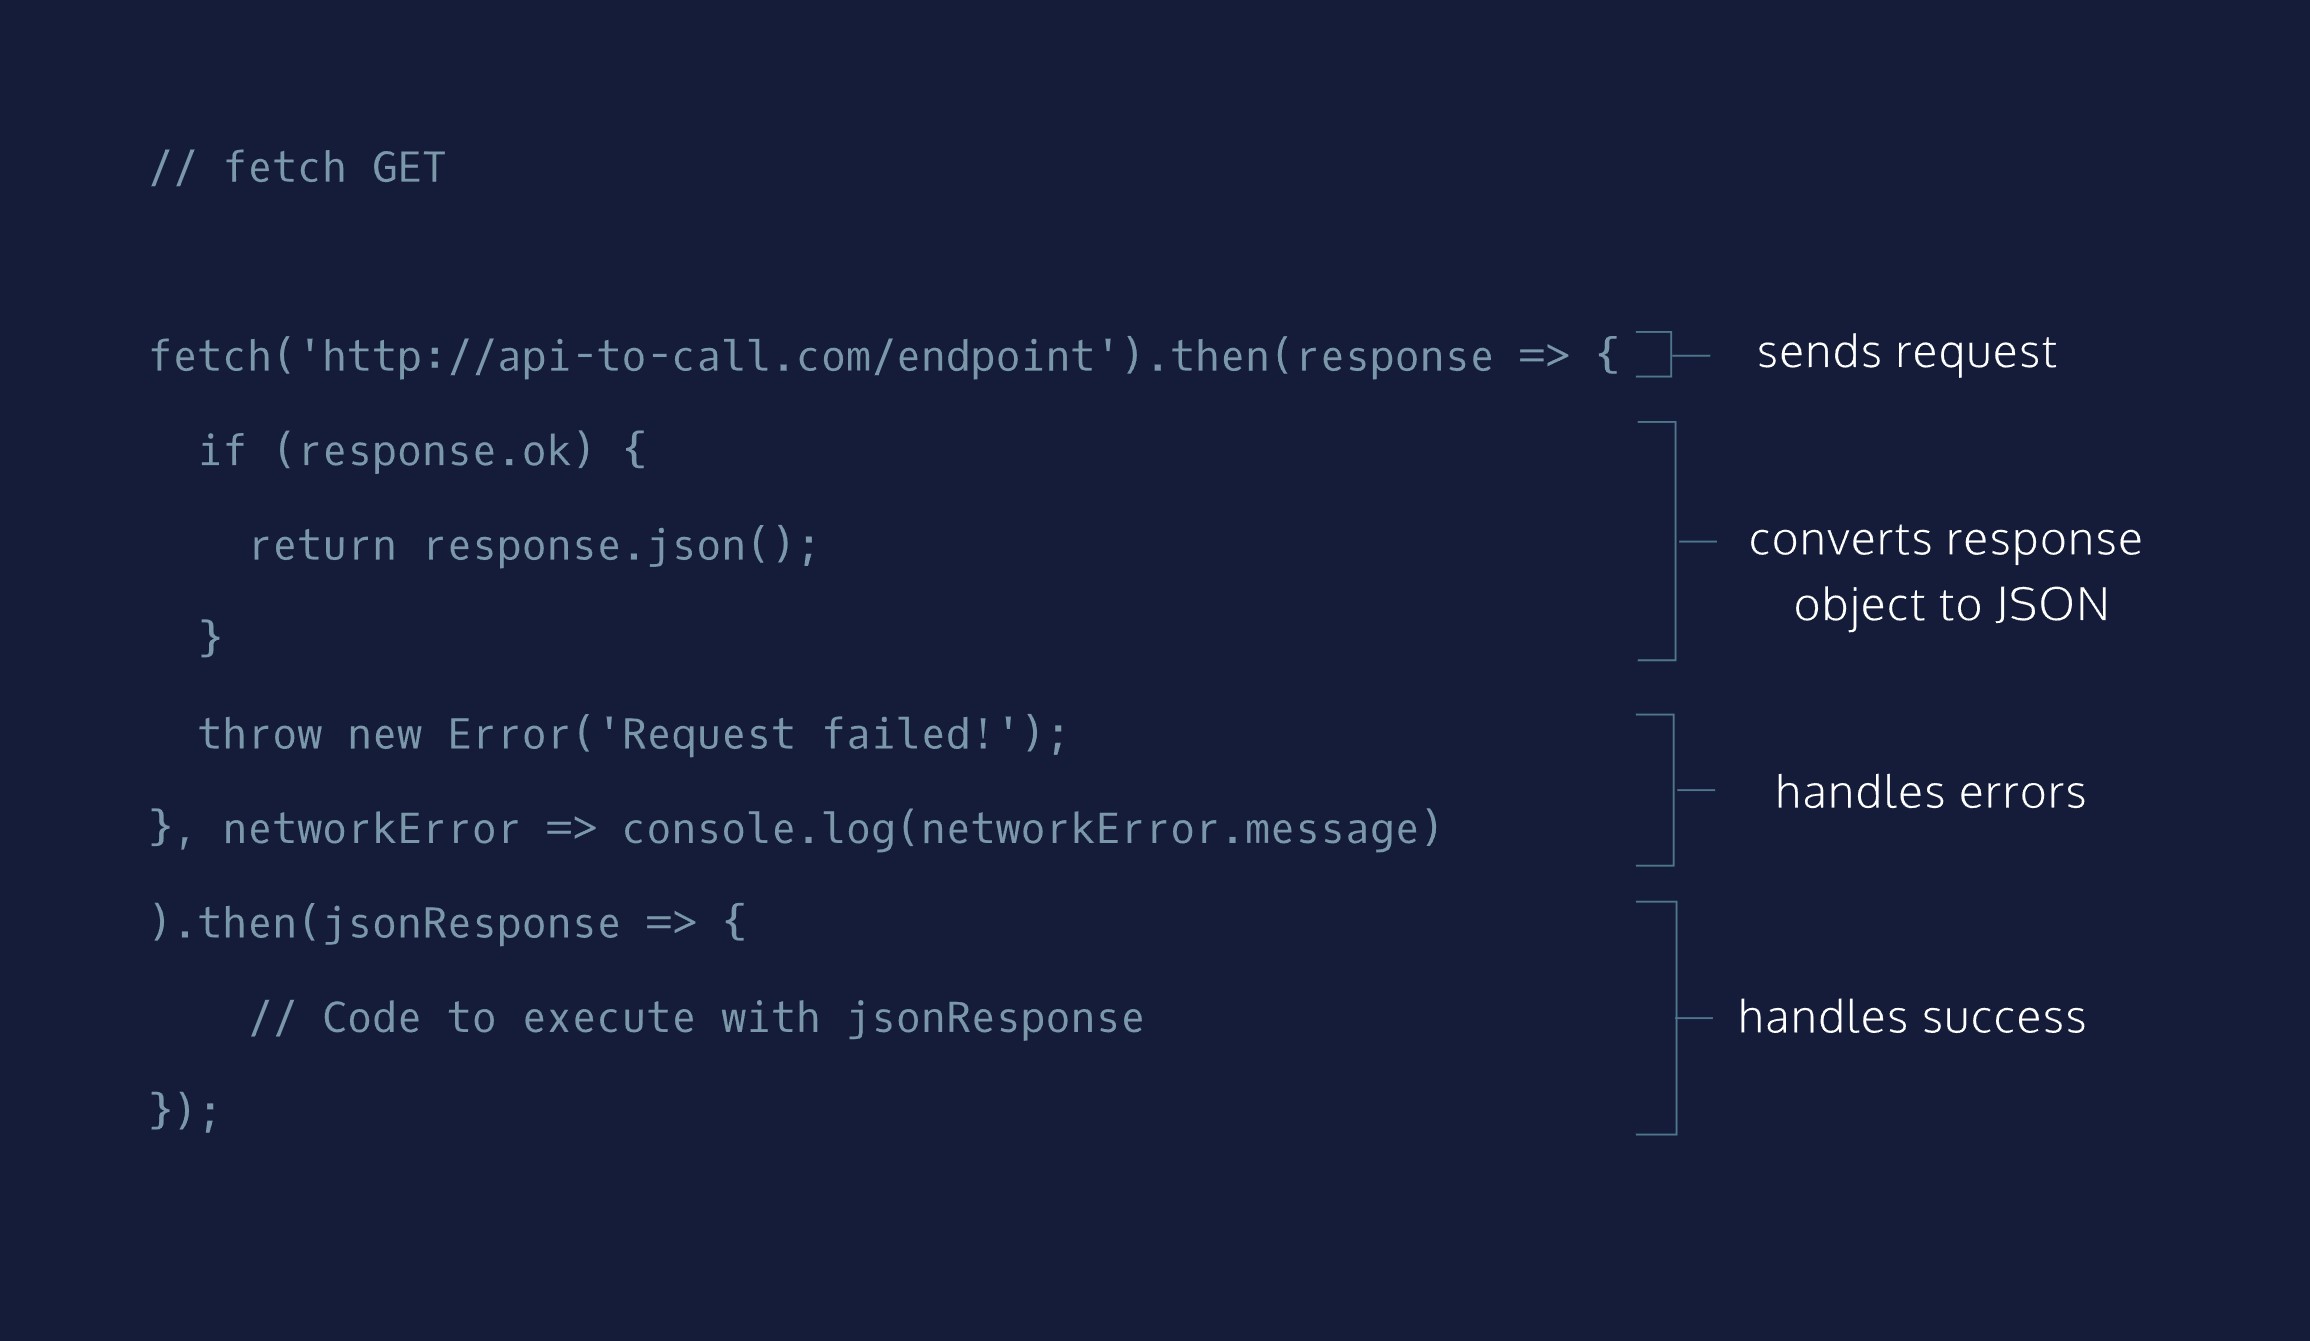 // fetch GET
fetch('http://api-to-call.com/endpoint').then(response => {
sends request
if (response.ok) {
return response.json();
}
converts response
object to JSON
throw new Error('Request failed!');
}, networkError => console.log(networkError.message)
handles errors
).then(jsonResponse => {
// Code to execute with jsonResponse
});
handles success